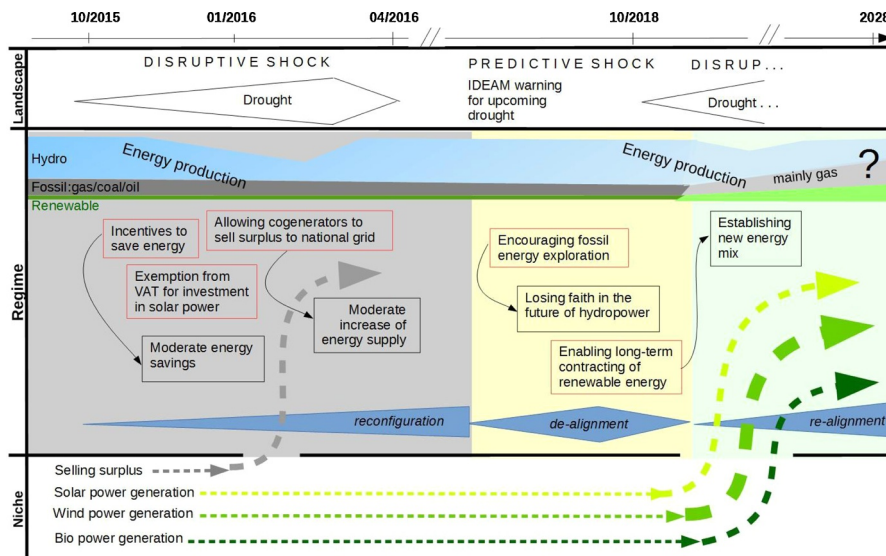 10/2015
01/2016
04/2016
10/2018
2028
Landscape
DISRUPTIVE SHOCK
Drought
PREDICTIVE SHOCK
IDEAM warning
for upcoming
drought
DISRUP...
Drought...
Regime
Hydro
Energy production
Energy production
mainly gas
?
Fossil:gas/coal/oil
Renewable
Incentives to
save energy
Allowing cogenerators to
sell surplus to national grid
Exemption from
VAT for investment
in solar power
Moderate energy
savings
Moderate
increase of
energy supply
Encouraging fossil
energy exploration
Losing faith in the
future of hydropower
Enabling long-term
contracting of
renewable energy
Establishing
new energy
mix
reconfiguration
de-alignment
re-alignment
Niche
Selling surplus
Solar power generation
Wind power generation
Bio power generation